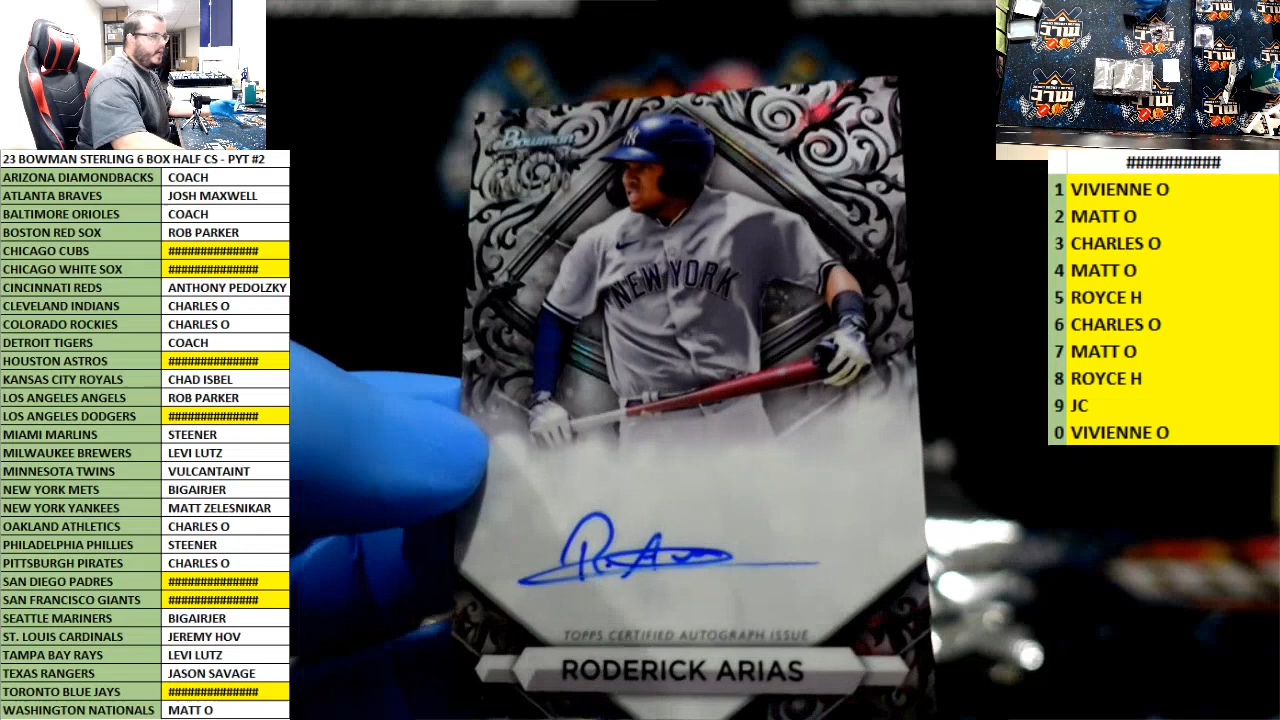 23 BOWMAN STERLING 6 BOX HALF CS - PYT #2
ARIZONA DIAMONDBACKS COACH
ATLANTA BRAVES JOSH MAXWELL
BALTIMORE ORIOLES COACH
BOSTON RED SOX ROB PARKER
CHICAGO CUBS ##############
CHICAGO WHITE SOX ##############
CINCINNATI REDS ANTHONY PEDOLZKY
CLEVELAND INDIANS CHARLES O
COLORADO ROCKIES CHARLES O
DETROIT TIGERS COACH
HOUSTON ASTROS ##############
KANSAS CITY ROYALS CHAD ISBEL
LOS ANGELES ANGELS ROB PARKER
LOS ANGELES DODGERS ##############
MIAMI MARLINS STEENER
MILWAUKEE BREWERS LEVI LUTZ
MINNESOTA TWINS VULCANTAINT
NEW YORK METS BIGAIRJER
NEW YORK YANKEES MATT ZELESNIKAR
OAKLAND ATHLETICS CHARLES O
PHILADELPHIA PHILLIES STEENER
PITTSBURGH PIRATES CHARLES O
SAN DIEGO PADRES ##############
SAN FRANCISCO GIANTS ##############
SEATTLE MARINERS BIGAIRJER
ST. LOUIS CARDINALS JEREMY HOV
TAMPA BAY RAYS LEVI LUTZ
TEXAS RANGERS JASON SAVAGE
TORONTO BLUE JAYS ##############
WASHINGTON NATIONALS MATT O
Bowman
NY
NEW YORK
TOPPS CERTIFIED AUTOGRAPH ISSUE
RODERICK ARIAS
##########
1 VIVIENNE O
2 MATT O
3 CHARLES O
4 MATT O
5 ROYCE H
6 CHARLES O
7 MATT O
8 ROYCE H
9 JC
0 VIVIENNE O